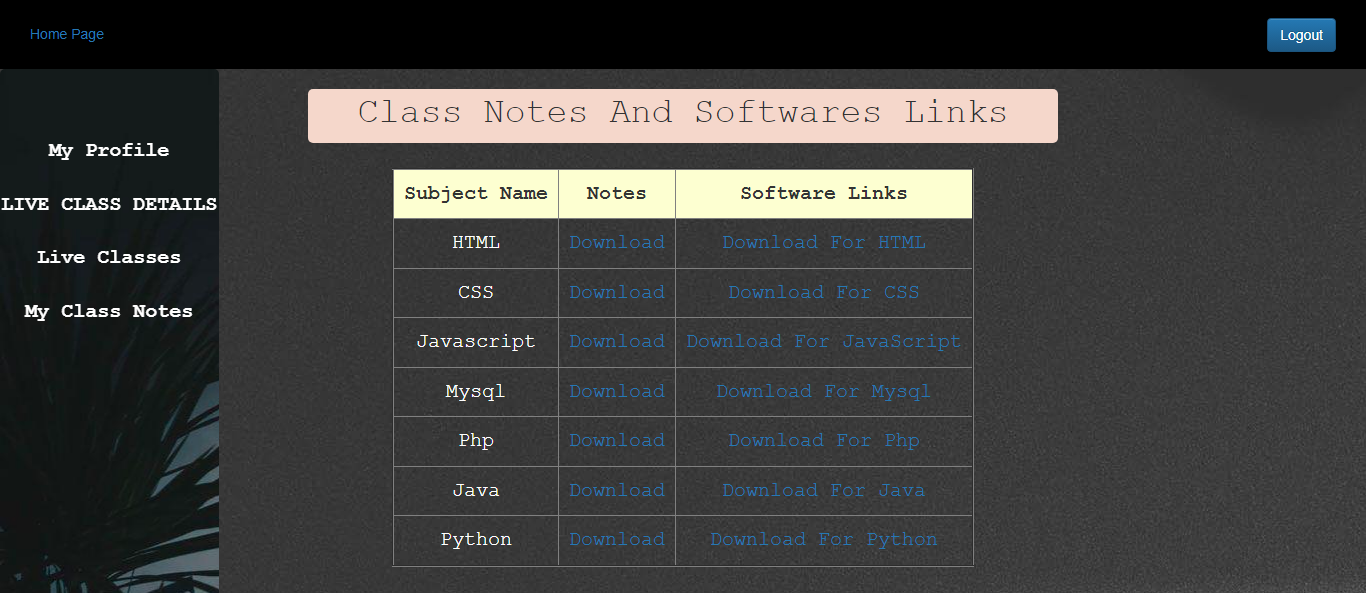 Home Page
Logout
My Profile
LIVE CLASS DETAILS
Live Classes
My Class Notes
Class Notes And Softwares Links
Subject Name Notes Software Links
HTML Download Download For HTML
CSS Download Download For CSS
Javascript Download Download For JavaScript
Mysql Download Download For Mysql
Php Download Download For Php
Java Download Download For Java
Python Download Download For Python